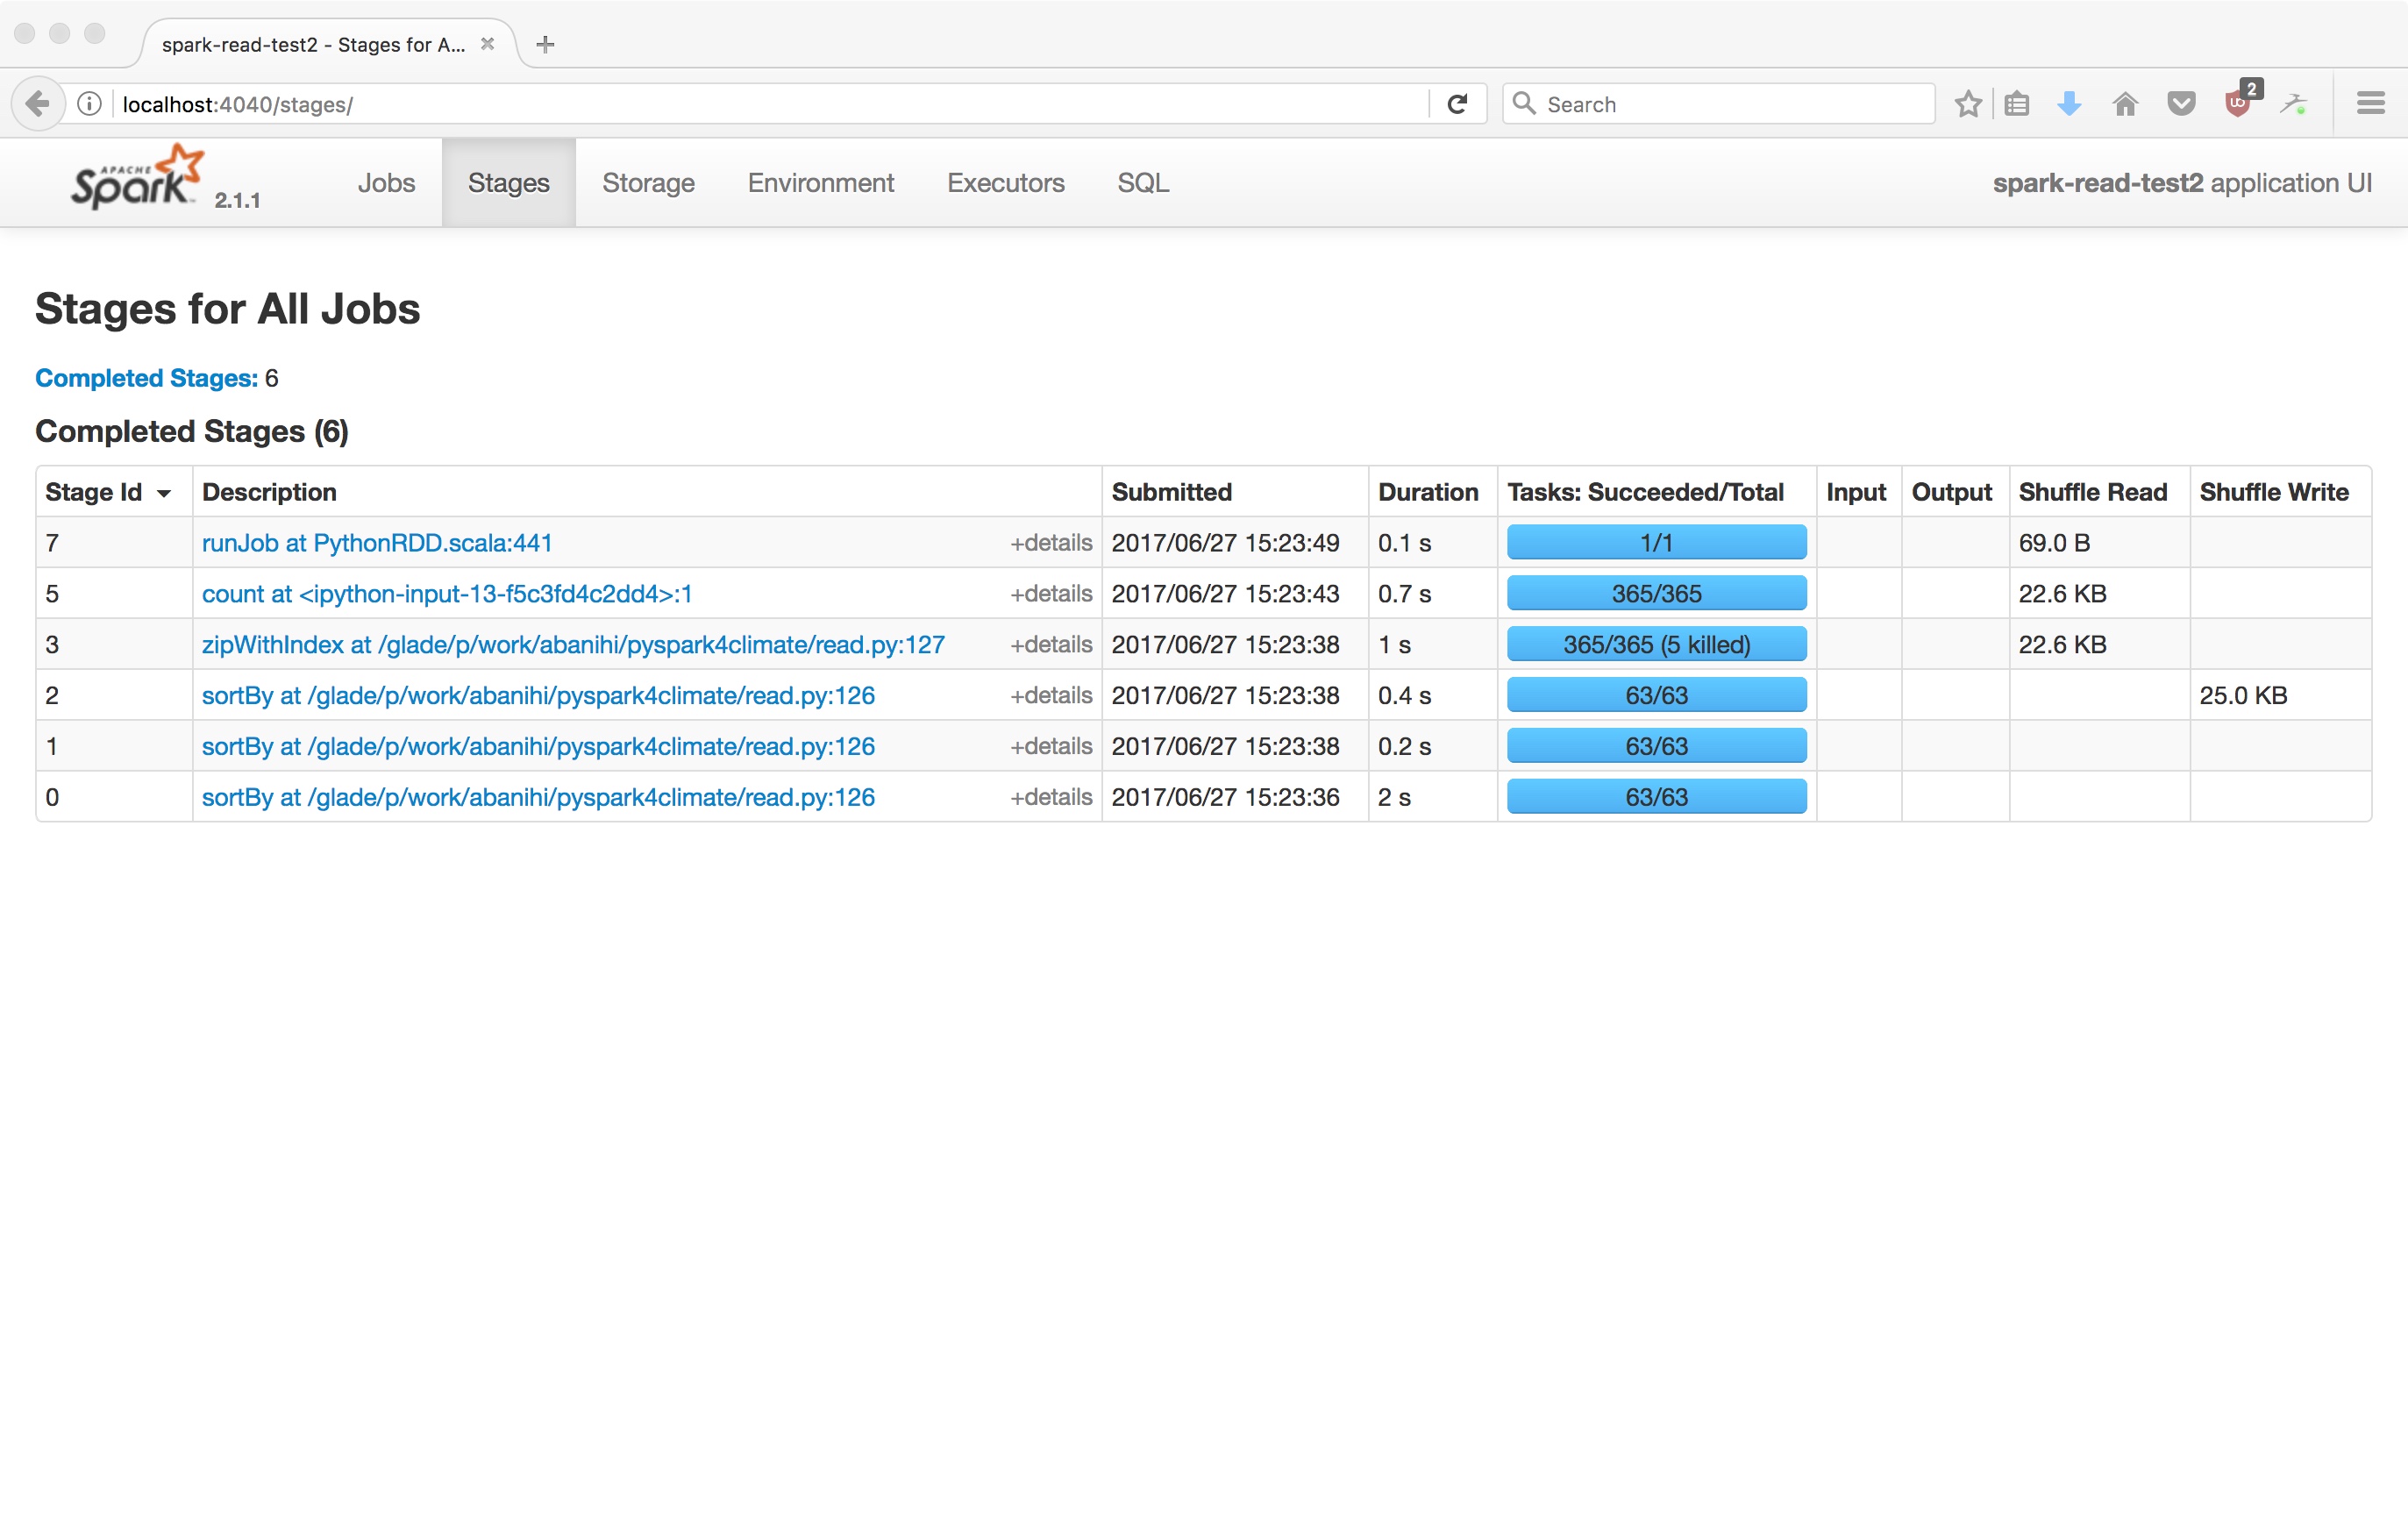 spark-read-test2 - Stages for A...
localhost:4040/stages/
Search
2
APACHE
Spark 2.1.1
Jobs Stages Storage Environment Executors SQL
spark-read-test2 application UI
Stages for All Jobs
Completed Stages: 6
Completed Stages (6)
Stage Id Description Submitted Duration Tasks: Succeeded/Total Input Output Shuffle Read Shuffle Write
7 runJob at PythonRDD.scala:441 +details 2017/06/27 15:23:49 0.1 s 1/1 69.0 B
5 count at <ipython-input-13-f5c3fd4c2dd4>:1 +details 2017/06/27 15:23:43 0.7 s 365/365 22.6 KB
3 zipWithIndex at /glade/p/work/abanihi/pyspark4climate/read.py:127 +details 2017/06/27 15:23:38 1 s 365/365 (5 killed) 22.6 KB
2 sortBy at /glade/p/work/abanihi/pyspark4climate/read.py:126 +details 2017/06/27 15:23:38 0.4 s 63/63 25.0 KB
1 sortBy at /glade/p/work/abanihi/pyspark4climate/read.py:126 +details 2017/06/27 15:23:38 0.2 s 63/63
0 sortBy at /glade/p/work/abanihi/pyspark4climate/read.py:126 +details 2017/06/27 15:23:36 2 s 63/63